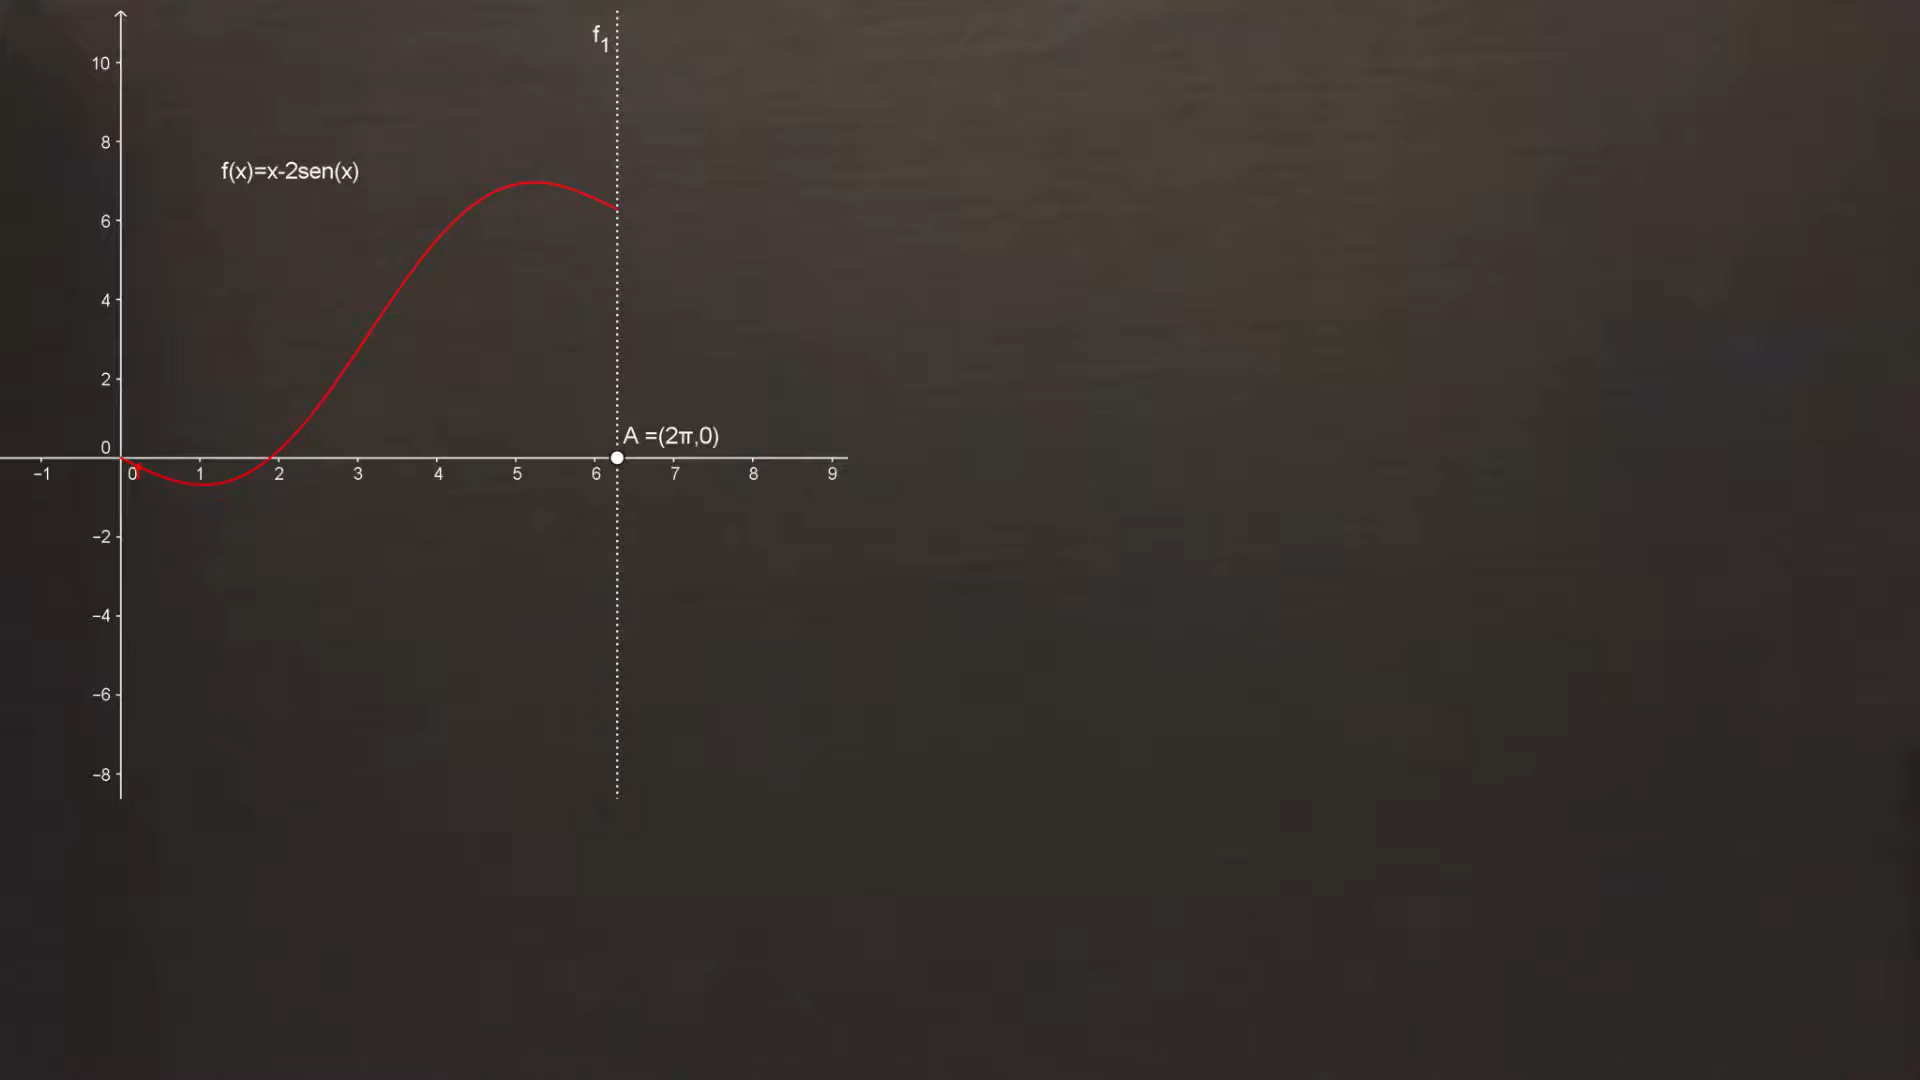 f1
10
8
f(x)=x-2sen(x)
6
4
2
A =(2π,0)
0
−1 0 1 2 3 4 5 6 7 8 9
−2
−4
−6
−8